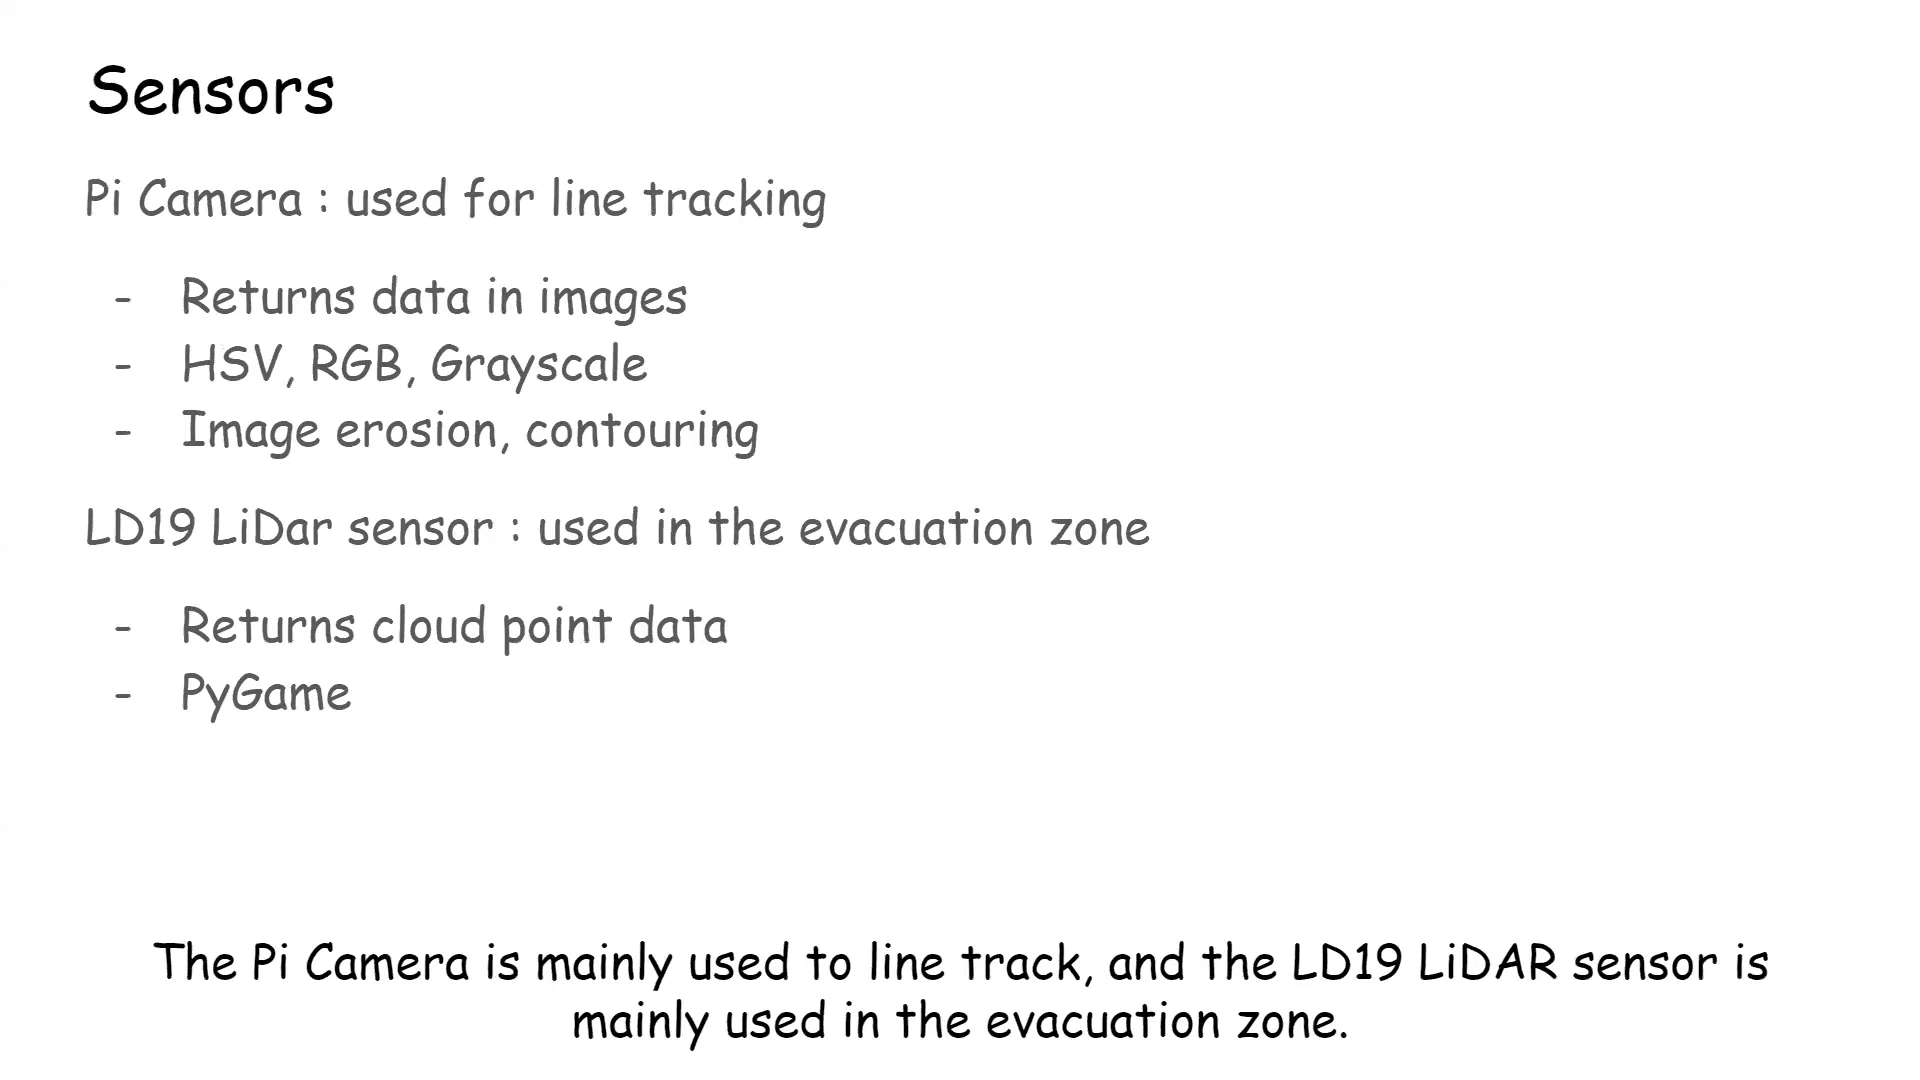 Sensors
Pi Camera : used for line tracking
- Returns data in images
- HSV, RGB, Grayscale
- Image erosion, contouring
LD19 LiDar sensor : used in the evacuation zone
- Returns cloud point data
- PyGame
The Pi Camera is mainly used to line track, and the LD19 LiDAR sensor is
mainly used in the evacuation zone.